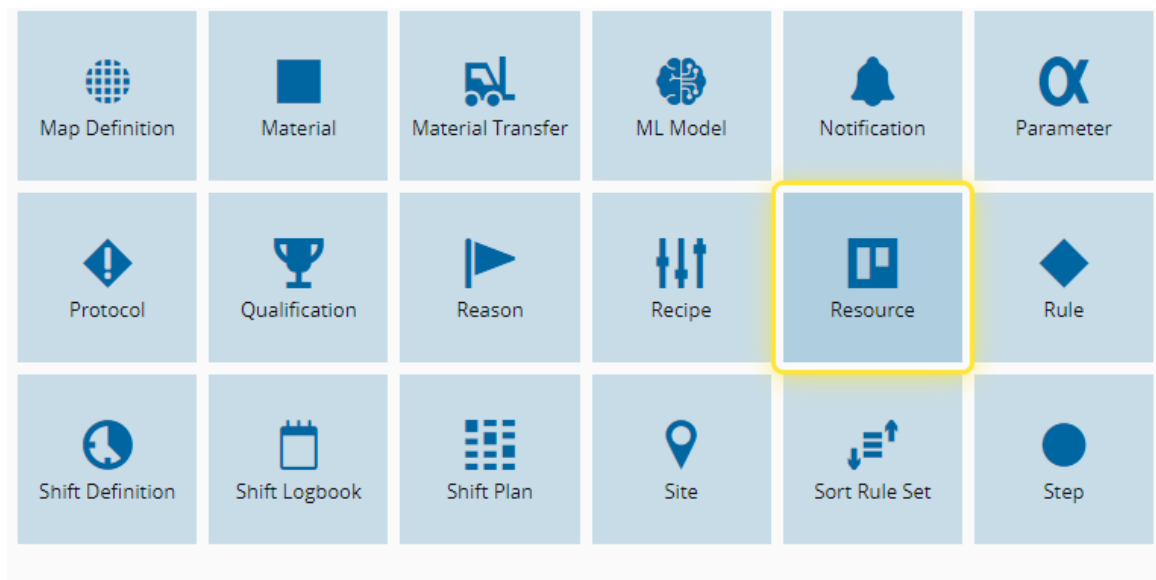 Map Definition
Material
Material Transfer
ML Model
Notification
Parameter
Protocol
Qualification
Reason
Recipe
Resource
Rule
Shift Definition
Shift Logbook
Shift Plan
Site
Sort Rule Set
Step